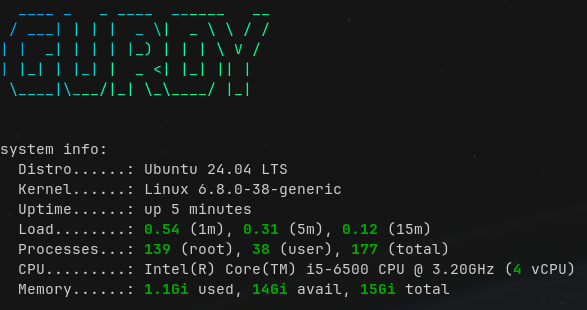 GURDY
system info:
Distro......: Ubuntu 24.04 LTS
Kernel......: Linux 6.8.0-38-generic
Uptime......: up 5 minutes
Load........: 0.54 (1m), 0.31 (5m), 0.12 (15m)
Processes...: 139 (root), 38 (user), 177 (total)
CPU.........: Intel(R) Core(TM) i5-6500 CPU @ 3.20GHz (4 vCPU)
Memory......: 1.1Gi used, 14Gi avail, 15Gi total